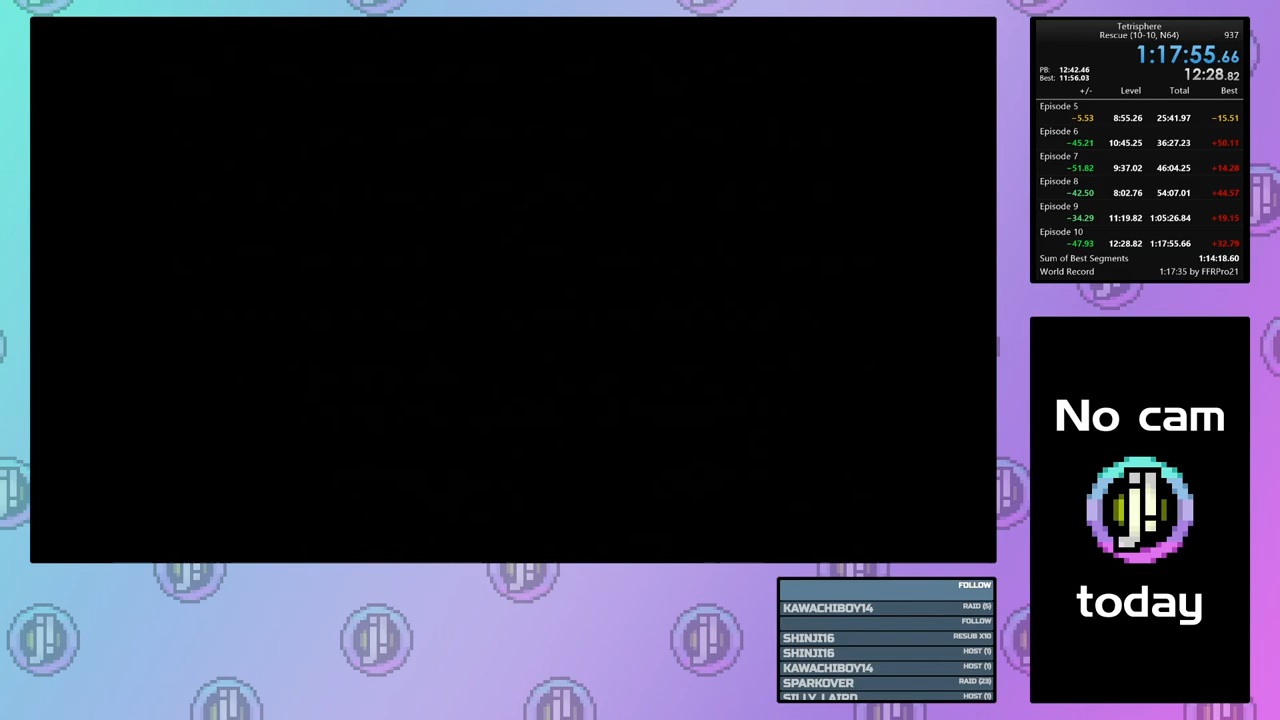 Tetrisphere
Rescue (10-10, N64) 937
1:17:55.66
PB: 12:42.46
Best: 11:56.03
12:28.82
+/- Level Total Best
Episode 5
−5.53 8:55.26 25:41.97 −15.51
Episode 6
−45.21 10:45.25 36:27.23 +50.11
Episode 7
−51.82 9:37.02 46:04.25 +14.28
Episode 8
−42.50 8:02.76 54:07.01 +44.57
Episode 9
−34.29 11:19.82 1:05:26.84 +19.15
Episode 10
−47.93 12:28.82 1:17:55.66 +32.79
Sum of Best Segments 1:14:18.60
World Record 1:17:35 by FFRPro21
No cam
j!
today
FOLLOW
KAWACHIBOY14 RAID (5)
FOLLOW
SHINJI16 RESUB X10
SHINJI16 HOST (1)
KAWACHIBOY14 HOST (1)
SPARKOVER RAID (23)
SILLY_LAIRD HOST (1)